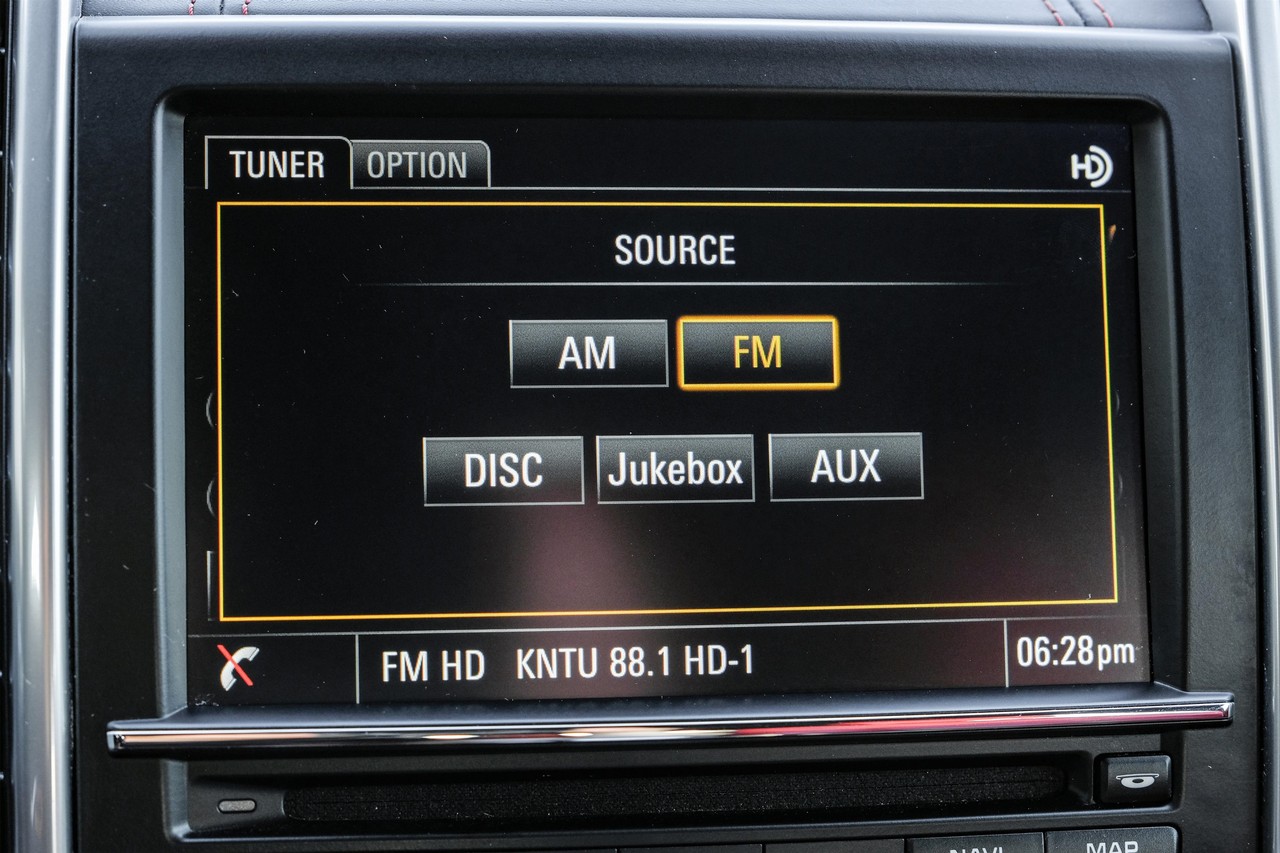 TUNER OPTION HD
SOURCE
AM FM
DISC Jukebox AUX
FM HD KNTU 88.1 HD-1 06:28pm
NAVI MAP